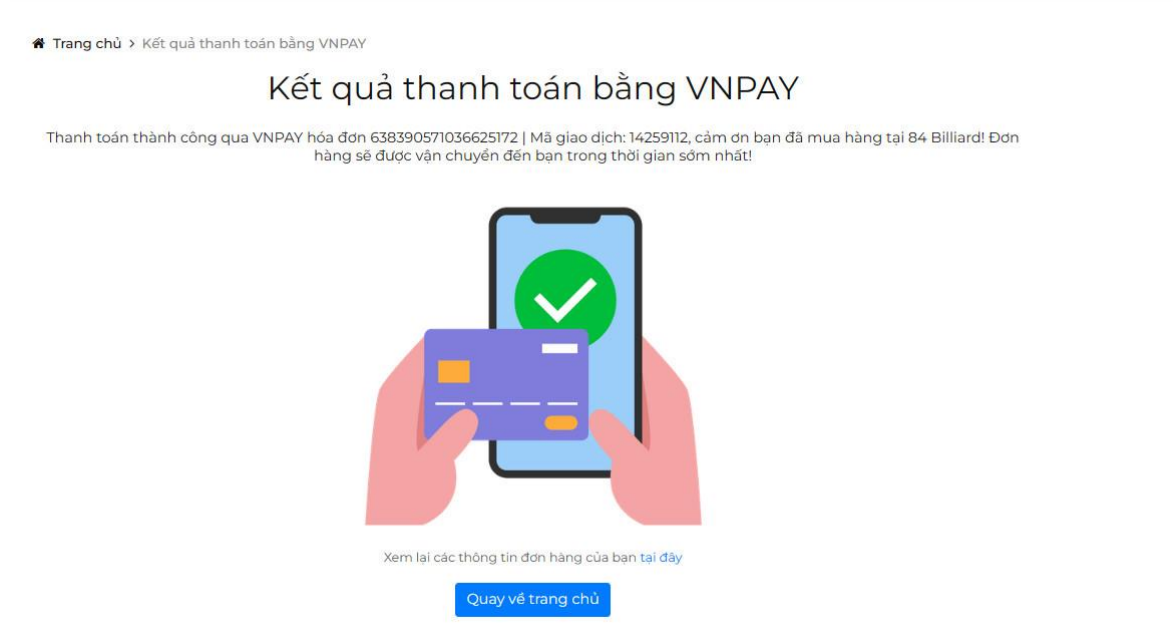 Trang chủ > Kết quả thanh toán bằng VNPAY
Kết quả thanh toán bằng VNPAY
Thanh toán thành công qua VNPAY hóa đơn 638390571036625172 | Mã giao dịch: 14259112, cảm ơn bạn đã mua hàng tại 84 Billiard! Đơn
hàng sẽ được vận chuyển đến bạn trong thời gian sớm nhất!
Xem lại các thông tin đơn hàng của bạn tại đây
Quay về trang chủ